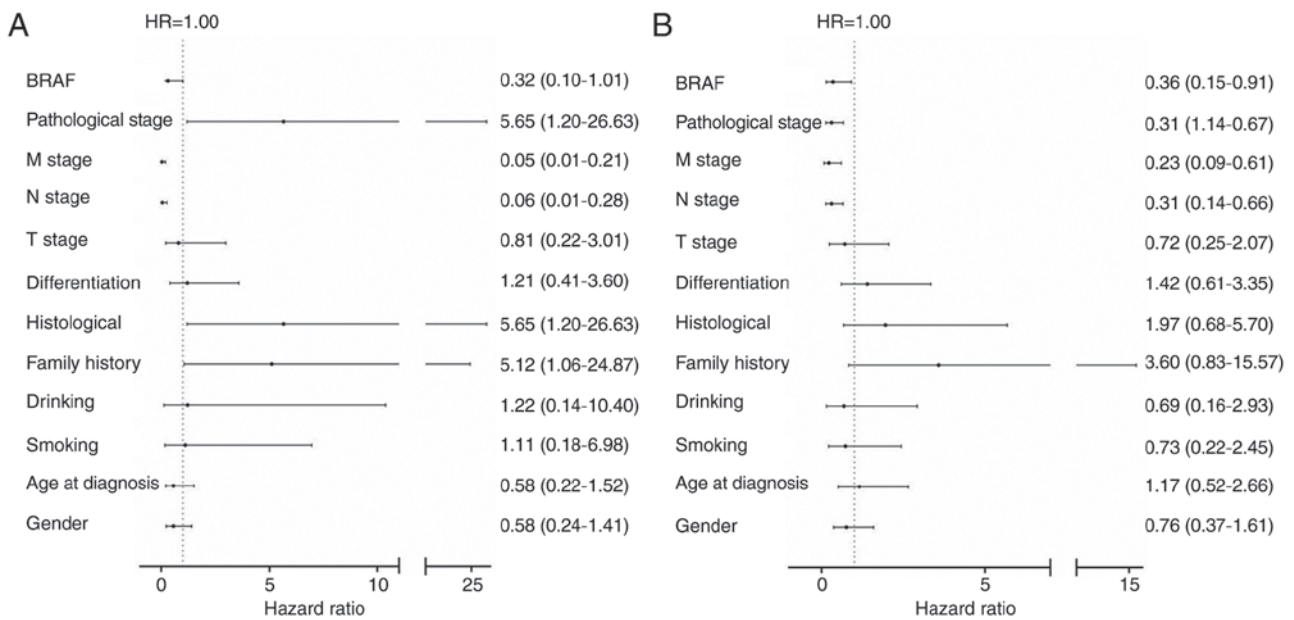 A
HR=1.00
BRAF 0.32 (0.10-1.01)
Pathological stage 5.65 (1.20-26.63)
M stage 0.05 (0.01-0.21)
N stage 0.06 (0.01-0.28)
T stage 0.81 (0.22-3.01)
Differentiation 1.21 (0.41-3.60)
Histological 5.65 (1.20-26.63)
Family history 5.12 (1.06-24.87)
Drinking 1.22 (0.14-10.40)
Smoking 1.11 (0.18-6.98)
Age at diagnosis 0.58 (0.22-1.52)
Gender 0.58 (0.24-1.41)
0 5 10 25
Hazard ratio
B
HR=1.00
BRAF 0.36 (0.15-0.91)
Pathological stage 0.31 (1.14-0.67)
M stage 0.23 (0.09-0.61)
N stage 0.31 (0.14-0.66)
T stage 0.72 (0.25-2.07)
Differentiation 1.42 (0.61-3.35)
Histological 1.97 (0.68-5.70)
Family history 3.60 (0.83-15.57)
Drinking 0.69 (0.16-2.93)
Smoking 0.73 (0.22-2.45)
Age at diagnosis 1.17 (0.52-2.66)
Gender 0.76 (0.37-1.61)
0 5 15
Hazard ratio